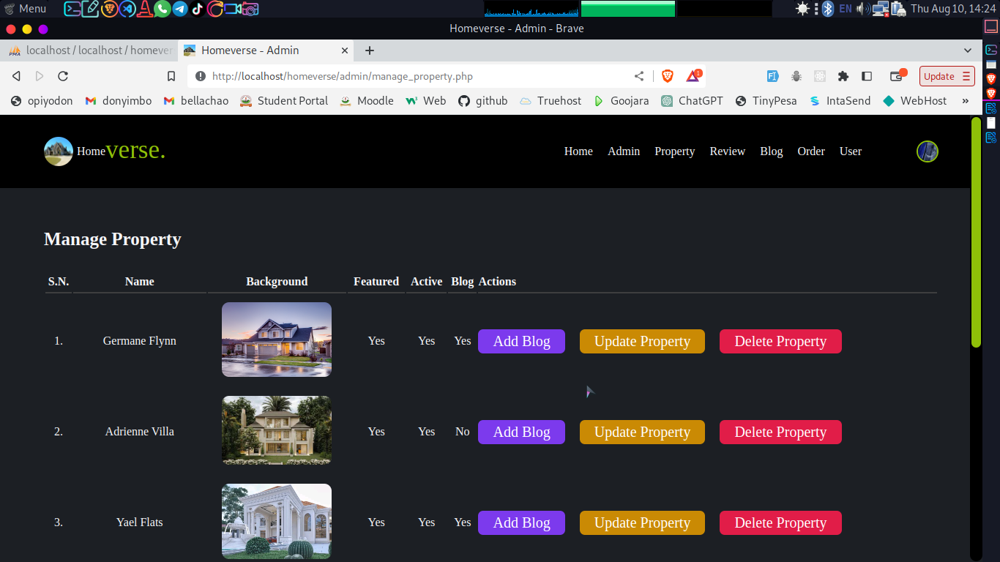 Menu
EN
Thu Aug 10, 14:24
Homeverse - Admin - Brave
PMA localhost / localhost / homever
Homeverse - Admin
http://localhost/homeverse/admin/manage_property.php
1
Update
opiyodon donyimbo bellachao Student Portal Moodle W3 Web github Truehost Goojara ChatGPT TinyPesa IntaSend WebHost »
Homeverse.
Home Admin Property Review Blog Order User
Manage Property
S.N. Name Background Featured Active Blog Actions
1. Germane Flynn Yes Yes Yes Add Blog Update Property Delete Property
2. Adrienne Villa Yes Yes No Add Blog Update Property Delete Property
3. Yael Flats Yes Yes Yes Add Blog Update Property Delete Property